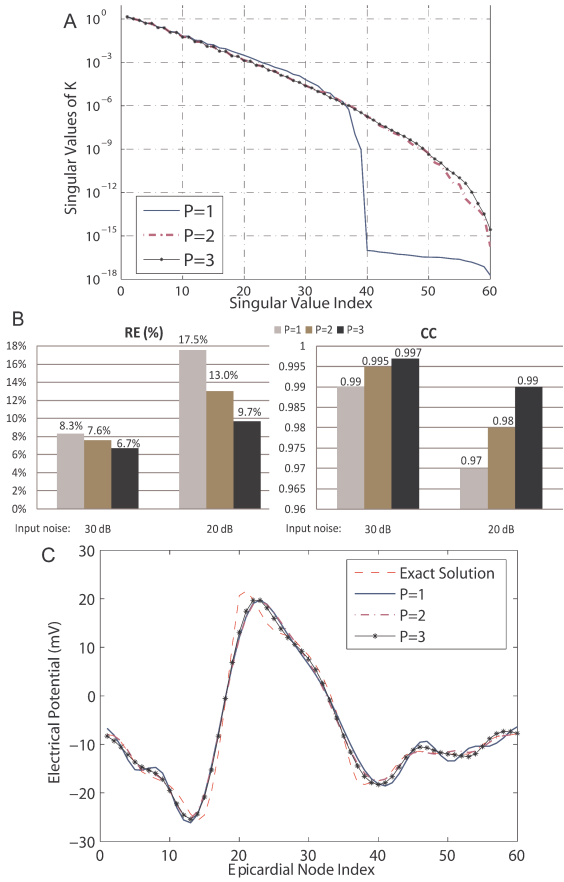 A
Singular Values of K
10^0
10^-3
10^-6
10^-9
10^-12
10^-15
10^-18
P=1
P=2
P=3
0 10 20 30 40 50 60
Singular Value Index
B
RE (%)
P=1 P=2 P=3
CC
18%
16%
14%
12%
10%
8%
6%
4%
2%
0%
8.3% 7.6% 6.7%
17.5% 13.0% 9.7%
Input noise: 30 dB 20 dB
1
0.995
0.99
0.985
0.98
0.975
0.97
0.965
0.96
0.99 0.995 0.997
0.97 0.98 0.99
Input noise: 30 dB 20 dB
C
Electrical Potential (mV)
30
20
10
0
−10
−20
−30
Exact Solution
P=1
P=2
P=3
0 10 20 30 40 50 60
Epicardial Node Index